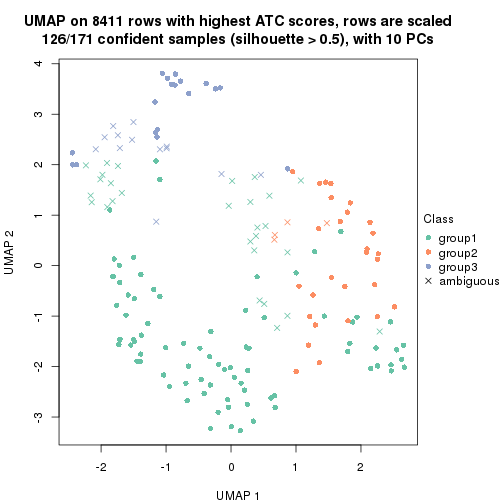 UMAP on 8411 rows with highest ATC scores, rows are scaled
126/171 confident samples (silhouette > 0.5), with 10 PCs
4
3
2
1
0
-1
-2
-3
UMAP 2
-2
-1
0
1
2
UMAP 1
Class
group1
group2
group3
ambiguous